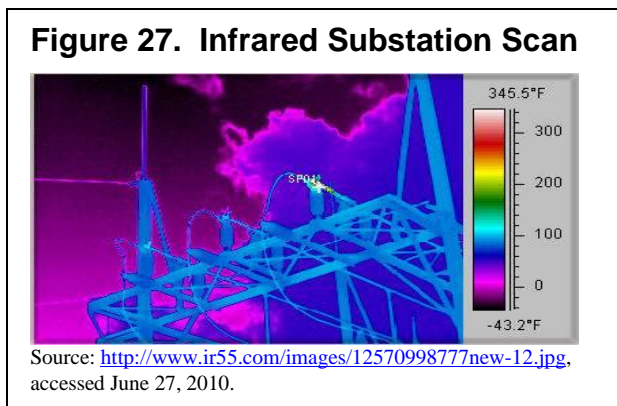 Figure 27.  Infrared Substation Scan
345.5°F
300
SP01
200
100
0
-43.2°F
Source: http://www.ir55.com/images/12570998777new-12.jpg,
accessed June 27, 2010.